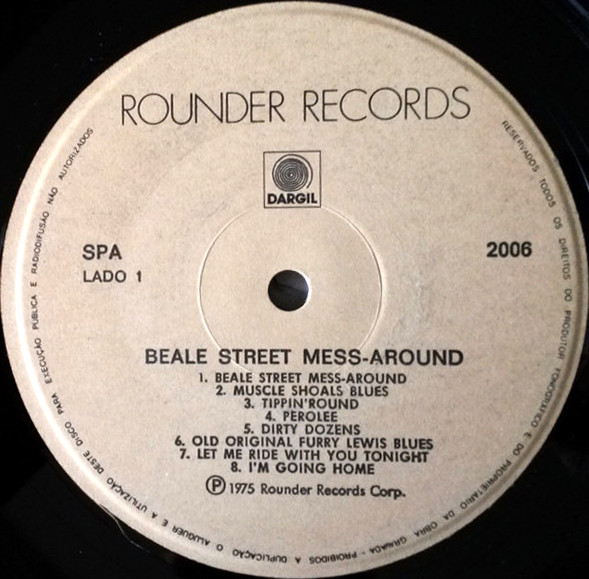 ROUNDER RECORDS
DARGIL
SPA
LADO 1
2006
BEALE STREET MESS-AROUND
1. BEALE STREET MESS-AROUND
2. MUSCLE SHOALS BLUES
3. TIPPIN'ROUND
4. PEROLEE
5. DIRTY DOZENS
6. OLD ORIGINAL FURRY LEWIS BLUES
7. LET ME RIDE WITH YOU TONIGHT
8. I'M GOING HOME
Ⓟ 1975 Rounder Records Corp.
RESERVADOS TODOS OS DIREITOS DO PRODUTOR FONOGRÁFICO E DO PROPRIETÁRIO DA OBRA GRAVADA - PROIBIDOS A DUPLICAÇÃO O ALUGUER E A UTILIZAÇÃO DESTE DISCO PARA EXECUÇÃO PÚBLICA E RADIODIFUSÃO NÃO AUTORIZADOS